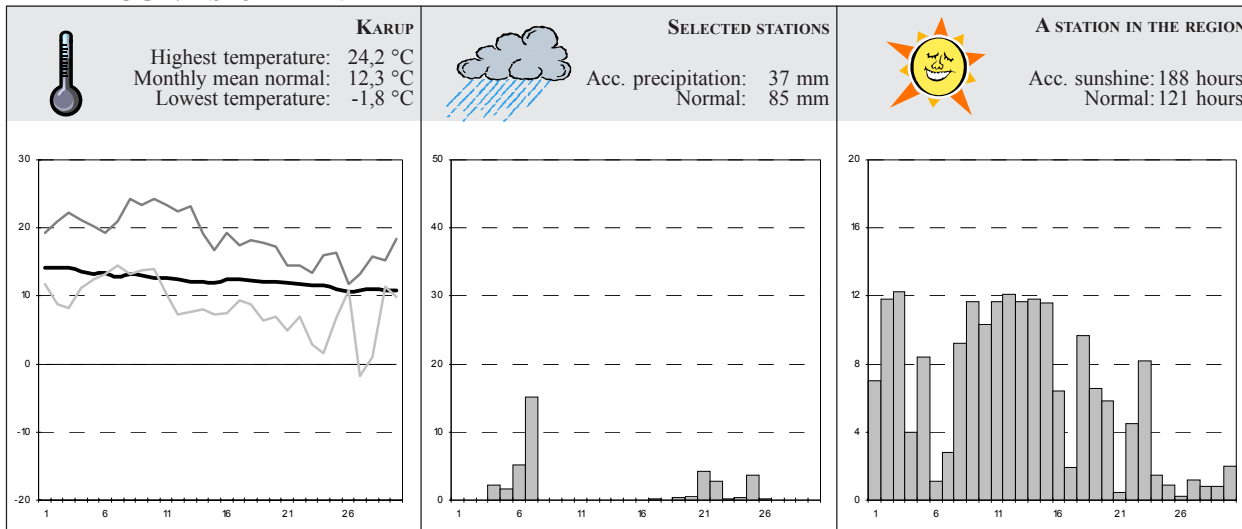 KARUP
Highest temperature: 24,2 °C
Monthly mean normal: 12,3 °C
Lowest temperature: -1,8 °C
SELECTED STATIONS
Acc. precipitation: 37 mm
Normal: 85 mm
A STATION IN THE REGION
Acc. sunshine: 188 hours
Normal: 121 hours
30
20
10
0
-10
-20
1 6 11 16 21 26
50
40
30
20
10
0
1 6 11 16 21 26
20
16
12
8
4
0
1 6 11 16 21 26